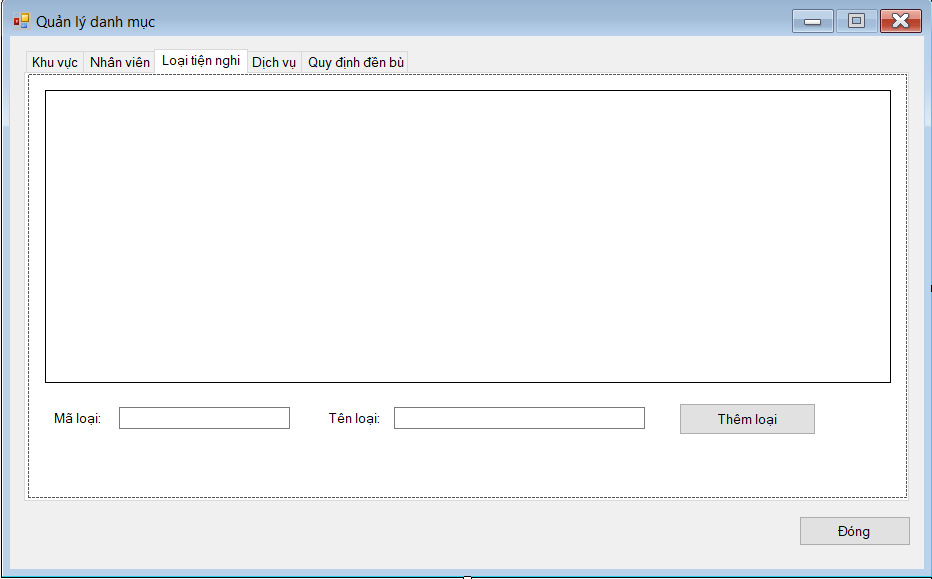 Quản lý danh mục
Khu vực Nhân viên Loại tiện nghi Dịch vụ Quy định đền bù
Mã loại: Tên loại: Thêm loại
Đóng